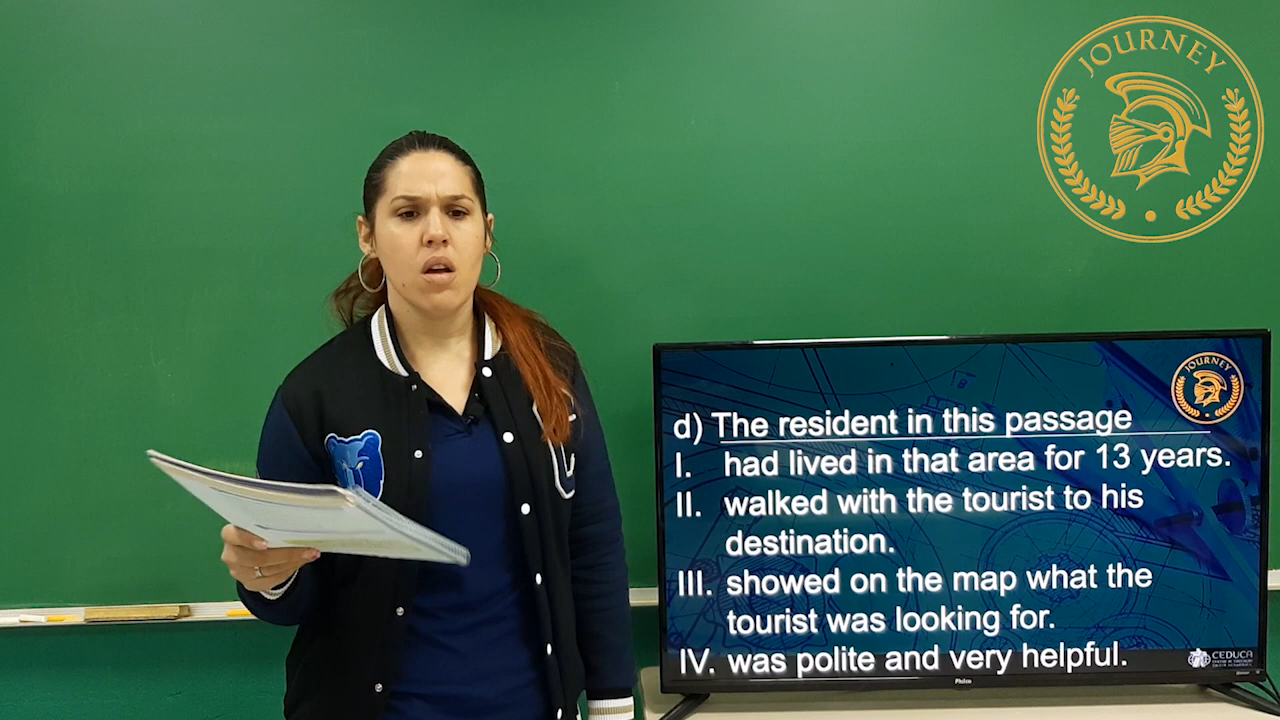 JOURNEY
JOURNEY
d) The resident in this passage
I. had lived in that area for 13 years.
II. walked with the tourist to his
destination.
III. showed on the map what the
tourist was looking for.
IV. was polite and very helpful.
CEDUCA
Philco
C